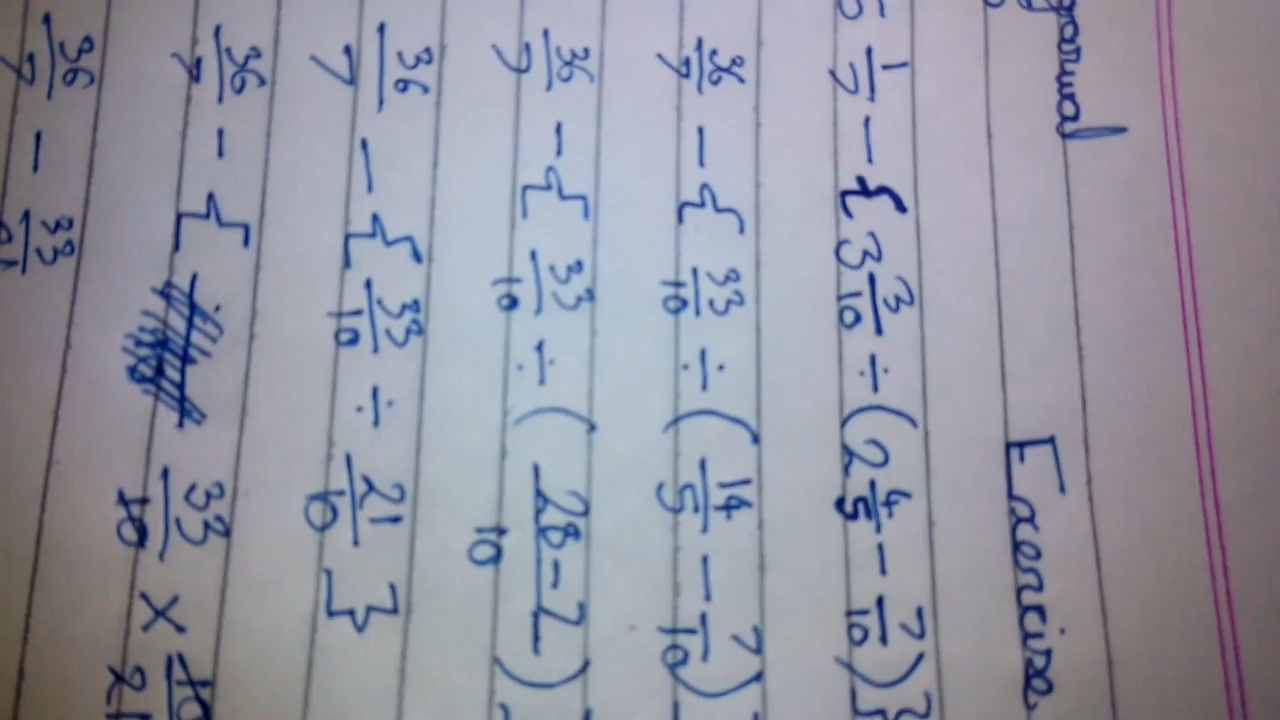 garwal Exercise
5 1/7 - { 3 3/10 ÷ ( 2 4/5 - 7/10 ) }
36/7 - { 33/10 ÷ ( 14/5 - 7/10 )
36/7 - { 33/10 ÷ ( 28-7/10 )
36/7 - { 33/10 ÷ 21/10 }
36/7 - { 33/10 × 10/21
36/7 - 33/21